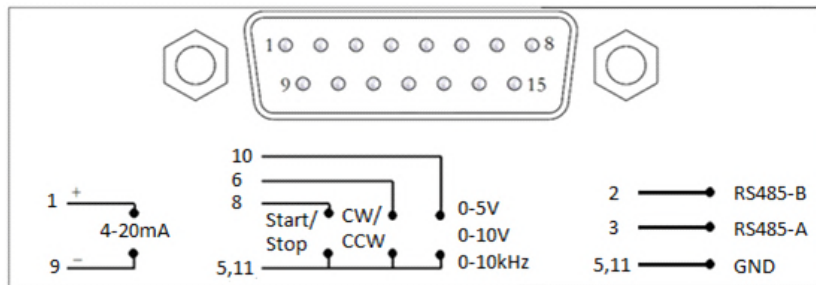 1 8
9 15
10
6
8
1 +
4-20mA
9 −
Start/
Stop
CW/
CCW
0-5V
0-10V
0-10kHz
5,11
2 RS485-B
3 RS485-A
5,11 GND